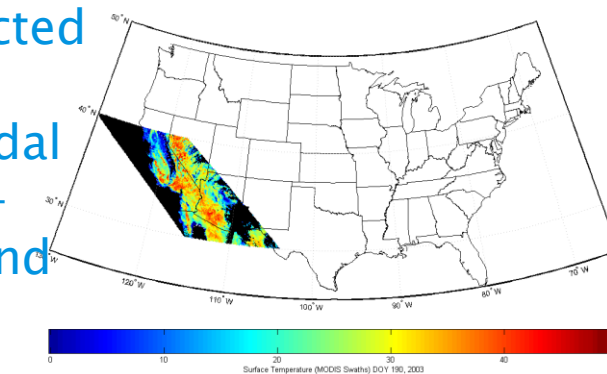 cted
dal
nd
50° N
40° N
30° N
120° W
110° W
100° W
90° W
80° W
70° W
0 10 20 30 40
Surface Temperature (MODIS Swaths) DOY 190, 2003